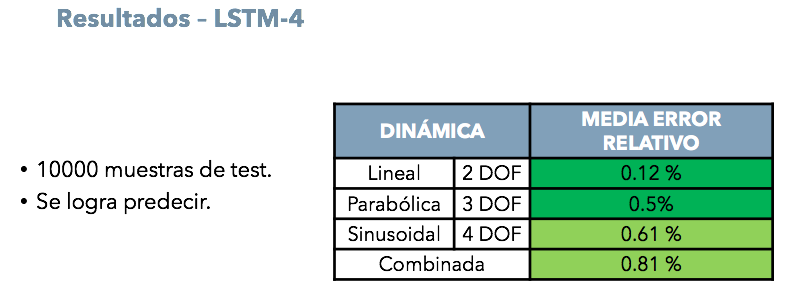 Resultados – LSTM-4
• 10000 muestras de test.
• Se logra predecir.
DINÁMICA MEDIA ERROR
RELATIVO
Lineal 2 DOF 0.12 %
Parabólica 3 DOF 0.5%
Sinusoidal 4 DOF 0.61 %
Combinada 0.81 %